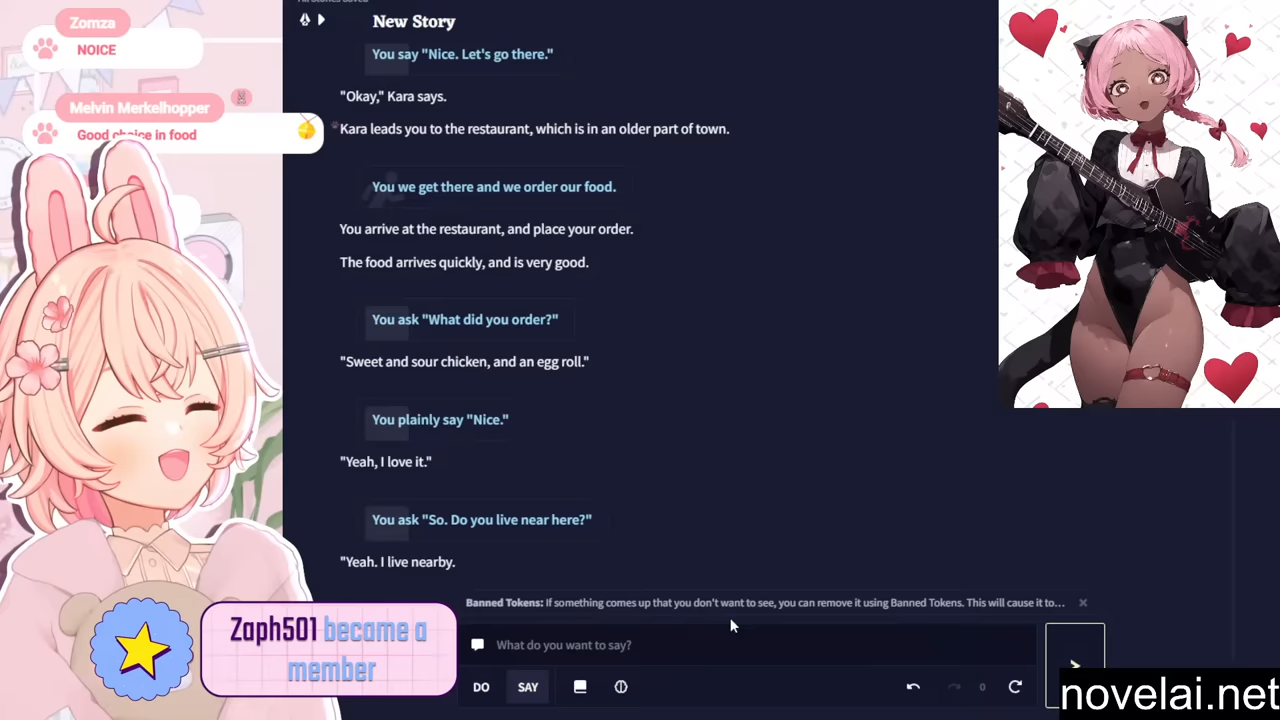 Zomza
NOICE
Melvin Merkelhopper
Good choice in food
New Story
You say "Nice. Let's go there."
"Okay," Kara says.
Kara leads you to the restaurant, which is in an older part of town.
You we get there and we order our food.
You arrive at the restaurant, and place your order.
The food arrives quickly, and is very good.
You ask "What did you order?"
"Sweet and sour chicken, and an egg roll."
You plainly say "Nice."
"Yeah, I love it."
You ask "So. Do you live near here?"
"Yeah. I live nearby.
Banned Tokens: If something comes up that you don't want to see, you can remove it using Banned Tokens. This will cause it to...
What do you want to say?
DO
SAY
0
Zaph501 became a
member
novelai.net